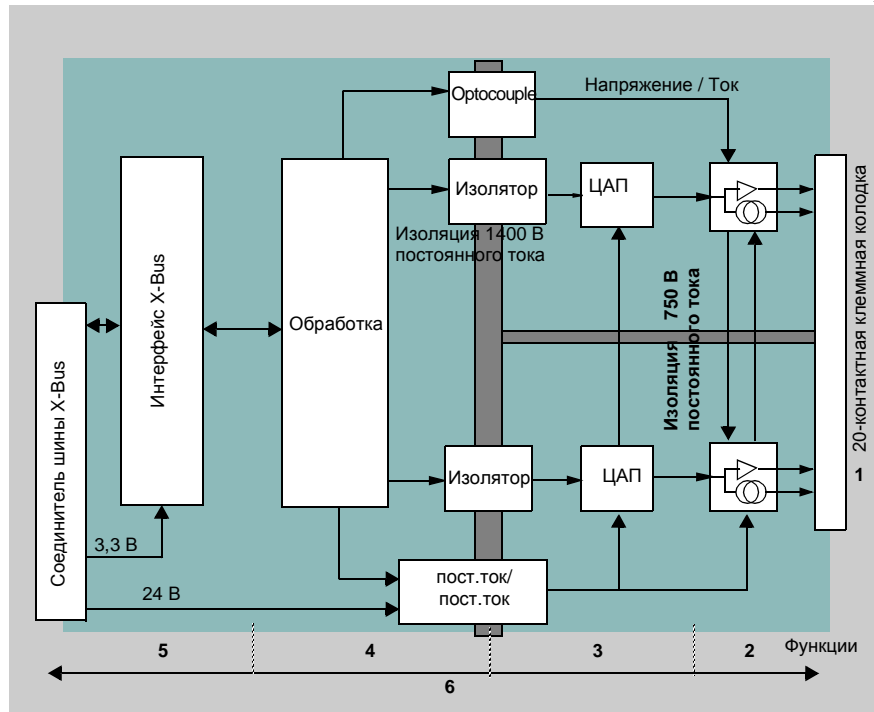 Optocouple
Напряжение / Ток
Изолятор
ЦАП
Изоляция 1400 В
постоянного тока
Соединитель шины X-Bus
Интерфейс X-Bus
Обработка
Изоляция 750 В
постоянного тока
20-контактная клеммная колодка
1
Изолятор
ЦАП
3,3 В
24 В
пост.ток/
пост.ток
5
4
3
2
Функции
6